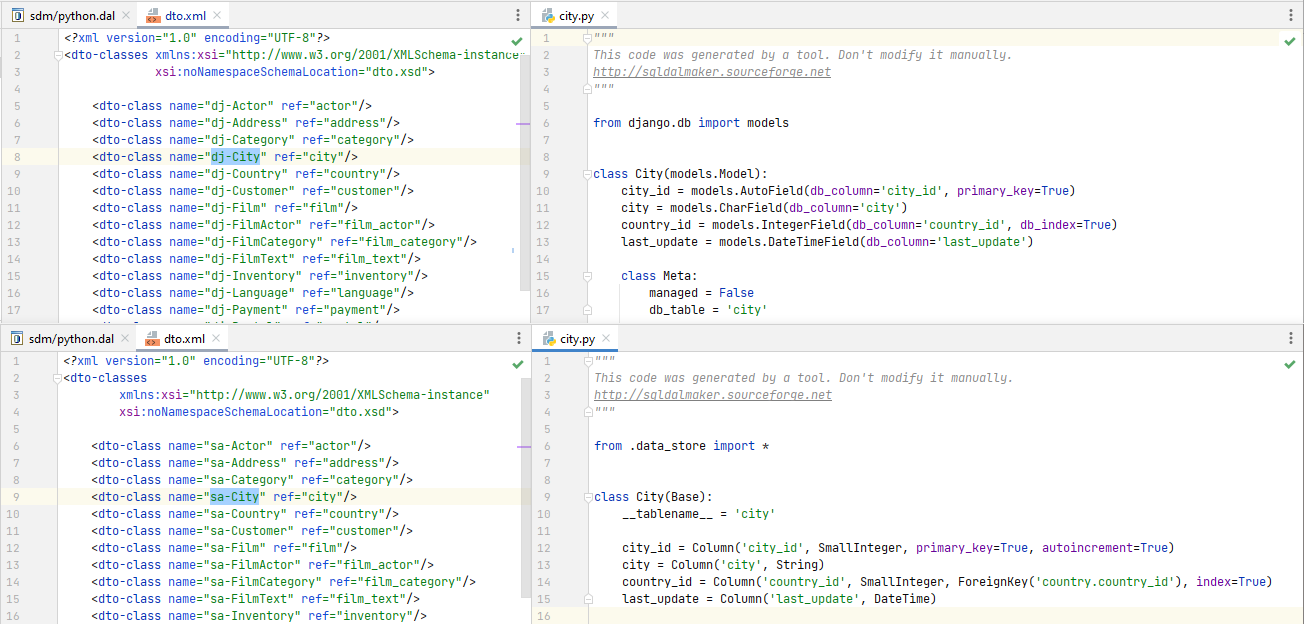 sdm/python.dal dto.xml
1 <?xml version="1.0" encoding="UTF-8"?>
2 <dto-classes xmlns:xsi="http://www.w3.org/2001/XMLSchema-instance"
3 xsi:noNamespaceSchemaLocation="dto.xsd">
4
5 <dto-class name="dj-Actor" ref="actor"/>
6 <dto-class name="dj-Address" ref="address"/>
7 <dto-class name="dj-Category" ref="category"/>
8 <dto-class name="dj-City" ref="city"/>
9 <dto-class name="dj-Country" ref="country"/>
10 <dto-class name="dj-Customer" ref="customer"/>
11 <dto-class name="dj-Film" ref="film"/>
12 <dto-class name="dj-FilmActor" ref="film_actor"/>
13 <dto-class name="dj-FilmCategory" ref="film_category"/>
14 <dto-class name="dj-FilmText" ref="film_text"/>
15 <dto-class name="dj-Inventory" ref="inventory"/>
16 <dto-class name="dj-Language" ref="language"/>
17 <dto-class name="dj-Payment" ref="payment"/>
city.py
1 """
2 This code was generated by a tool. Don't modify it manually.
3 http://sqldalmaker.sourceforge.net
4 """
5
6 from django.db import models
7
8
9 class City(models.Model):
10 city_id = models.AutoField(db_column='city_id', primary_key=True)
11 city = models.CharField(db_column='city')
12 country_id = models.IntegerField(db_column='country_id', db_index=True)
13 last_update = models.DateTimeField(db_column='last_update')
14
15 class Meta:
16 managed = False
17 db_table = 'city'
sdm/python.dal dto.xml
1 <?xml version="1.0" encoding="UTF-8"?>
2 <dto-classes
3 xmlns:xsi="http://www.w3.org/2001/XMLSchema-instance"
4 xsi:noNamespaceSchemaLocation="dto.xsd">
5
6 <dto-class name="sa-Actor" ref="actor"/>
7 <dto-class name="sa-Address" ref="address"/>
8 <dto-class name="sa-Category" ref="category"/>
9 <dto-class name="sa-City" ref="city"/>
10 <dto-class name="sa-Country" ref="country"/>
11 <dto-class name="sa-Customer" ref="customer"/>
12 <dto-class name="sa-Film" ref="film"/>
13 <dto-class name="sa-FilmActor" ref="film_actor"/>
14 <dto-class name="sa-FilmCategory" ref="film_category"/>
15 <dto-class name="sa-FilmText" ref="film_text"/>
16 <dto-class name="sa-Inventory" ref="inventory"/>
city.py
1 """
2 This code was generated by a tool. Don't modify it manually.
3 http://sqldalmaker.sourceforge.net
4 """
5
6 from .data_store import *
7
8
9 class City(Base):
10 __tablename__ = 'city'
11
12 city_id = Column('city_id', SmallInteger, primary_key=True, autoincrement=True)
13 city = Column('city', String)
14 country_id = Column('country_id', SmallInteger, ForeignKey('country.country_id'), index=True)
15 last_update = Column('last_update', DateTime)
16